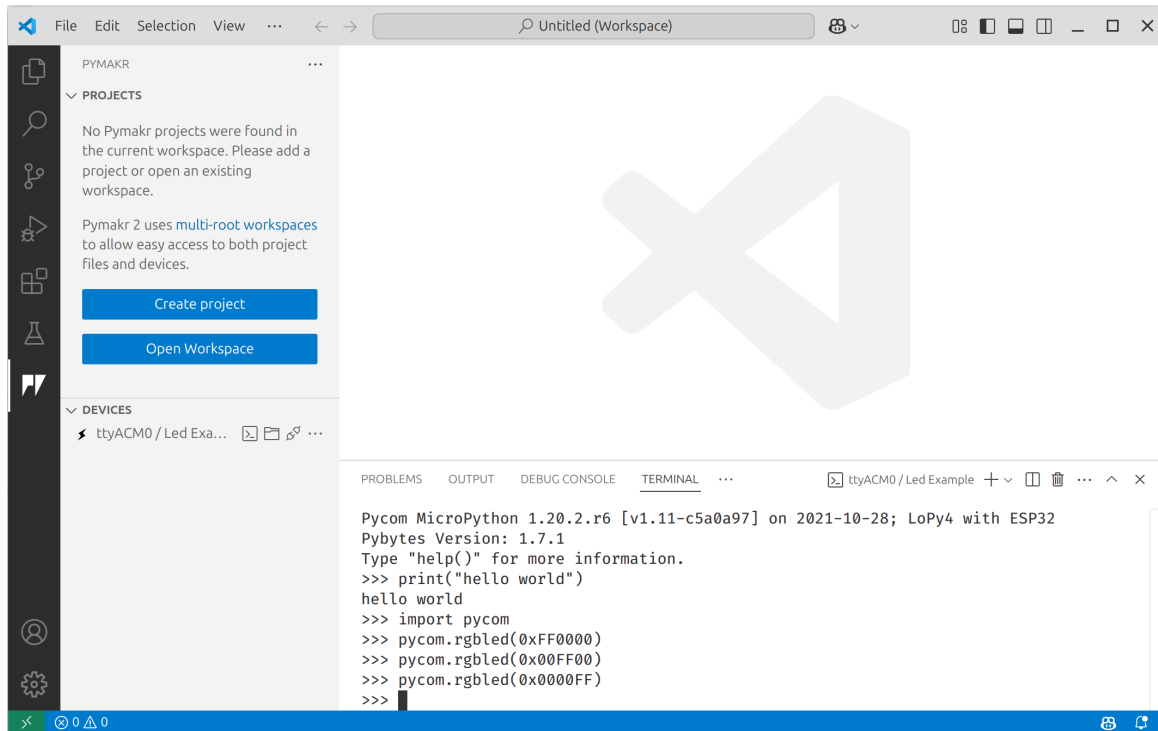 File Edit Selection View ··· Untitled (Workspace)
PYMAKR ···
PROJECTS
No Pymakr projects were found in
the current workspace. Please add a
project or open an existing
workspace.
Pymakr 2 uses multi-root workspaces
to allow easy access to both project
files and devices.
Create project
Open Workspace
DEVICES
ttyACM0 / Led Exa... ···
PROBLEMS OUTPUT DEBUG CONSOLE TERMINAL ··· ttyACM0 / Led Example ···
Pycom MicroPython 1.20.2.r6 [v1.11-c5a0a97] on 2021-10-28; LoPy4 with ESP32
Pybytes Version: 1.7.1
Type "help()" for more information.
>>> print("hello world")
hello world
>>> import pycom
>>> pycom.rgbled(0xFF0000)
>>> pycom.rgbled(0x00FF00)
>>> pycom.rgbled(0x0000FF)
>>>
0 0